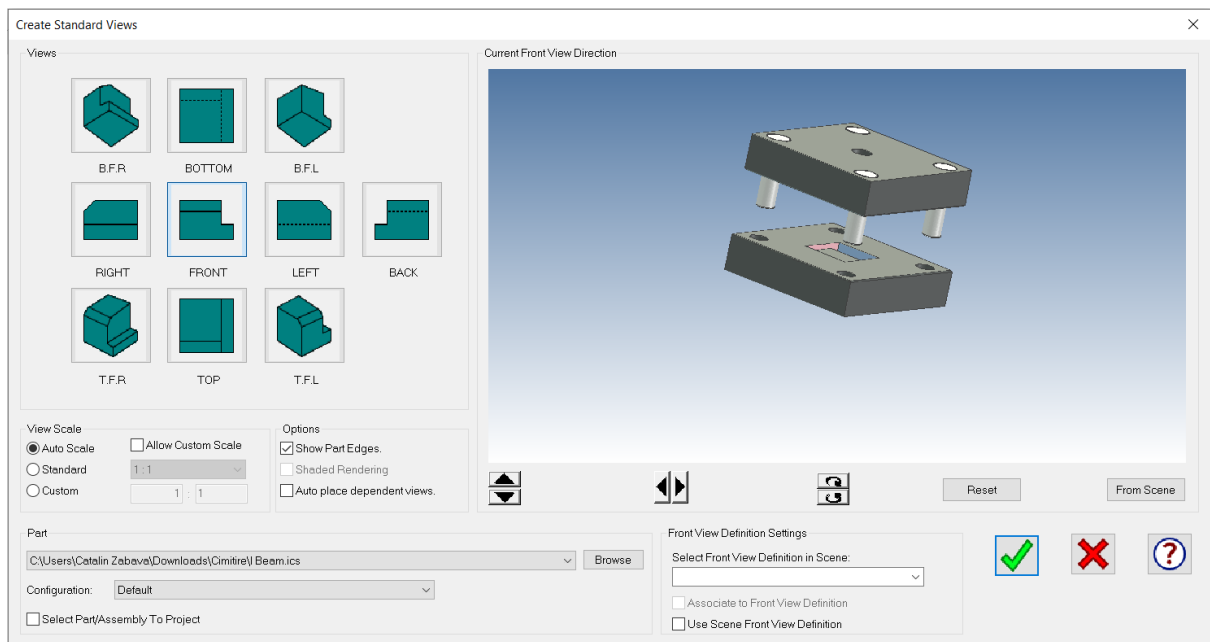 Create Standard Views
Views
B.F.R BOTTOM B.F.L
RIGHT FRONT LEFT BACK
T.F.R TOP T.F.L
Current Front View Direction
Reset From Scene
View Scale
Auto Scale Allow Custom Scale
Standard 1 : 1
Custom 1 : 1
Options
Show Part Edges.
Shaded Rendering
Auto place dependent views.
Part
C:\Users\Catalin Zabava\Downloads\Cimitire\I Beam.ics Browse
Configuration: Default
Select Part/Assembly To Project
Front View Definition Settings
Select Front View Definition in Scene:
Associate to Front View Definition
Use Scene Front View Definition